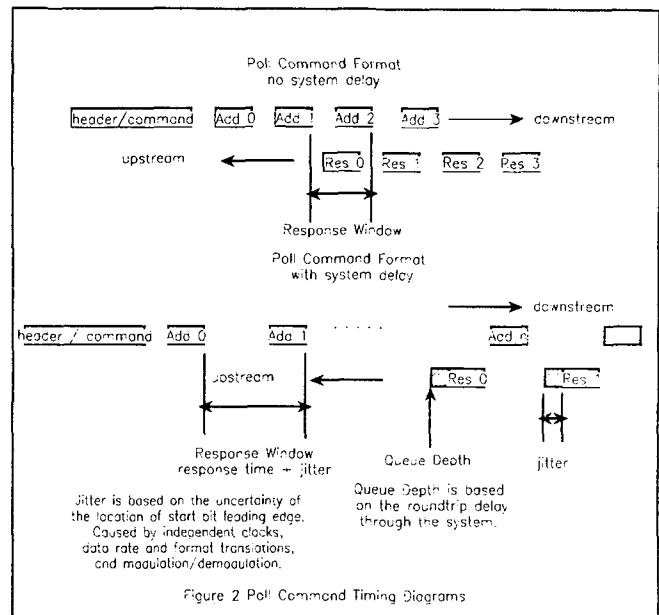 Poll Command Format
no system delay
header/command Add 0 Add 1 Add 2 Add 3 downstream
upstream Res 0 Res 1 Res 2 Res 3
Response Window
Poll Command Format
with system delay
downstream
header / command Add 0 Add 1 . . . . . Add n
upstream Res 0 Res 1
Response Window
response time + jitter
Queue Depth
jitter
Jitter is based on the uncertainty of
the location of start bit leading edge.
Caused by independent clocks,
data rate and format translations,
and modulation/demodulation.
Queue Depth is based
on the roundtrip delay
through the system.
Figure 2 Poll Command Timing Diagrams